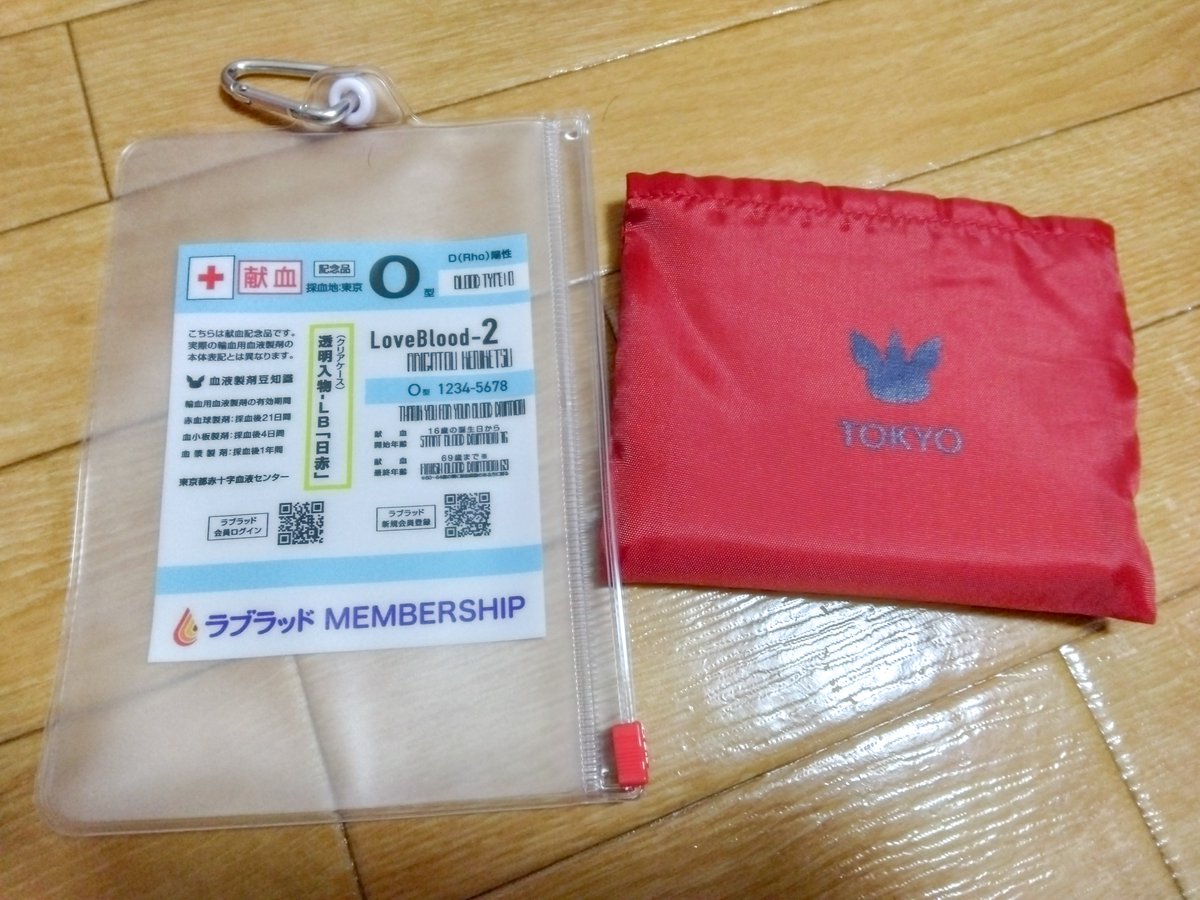 献血
記念品
採血地:東京
O型
D(Rho)陽性
BLOOD TYPE:O
こちらは献血記念品です。
実際の輸血用血液製剤の
本体表記とは異なります。
血液製剤豆知識
輸血用血液製剤の有効期間
赤血球製剤:採血後21日間
血小板製剤:採血後4日間
血漿製剤:採血後1年間
東京都赤十字血液センター
(クリアケース)
透明入物-LB「日赤」
LoveBlood-2
ARIGATOU KENKETSU
O型 1234-5678
THANK YOU FOR YOUR BLOOD DONATION
献血
開始年齢
16歳の誕生日から
START BLOOD DONATION 16
献血
最終年齢
69歳まで※
FINISH BLOOD DONATION
ラブラッド
会員ログイン
ラブラッド
新規会員登録
ラブラッド MEMBERSHIP
TOKYO